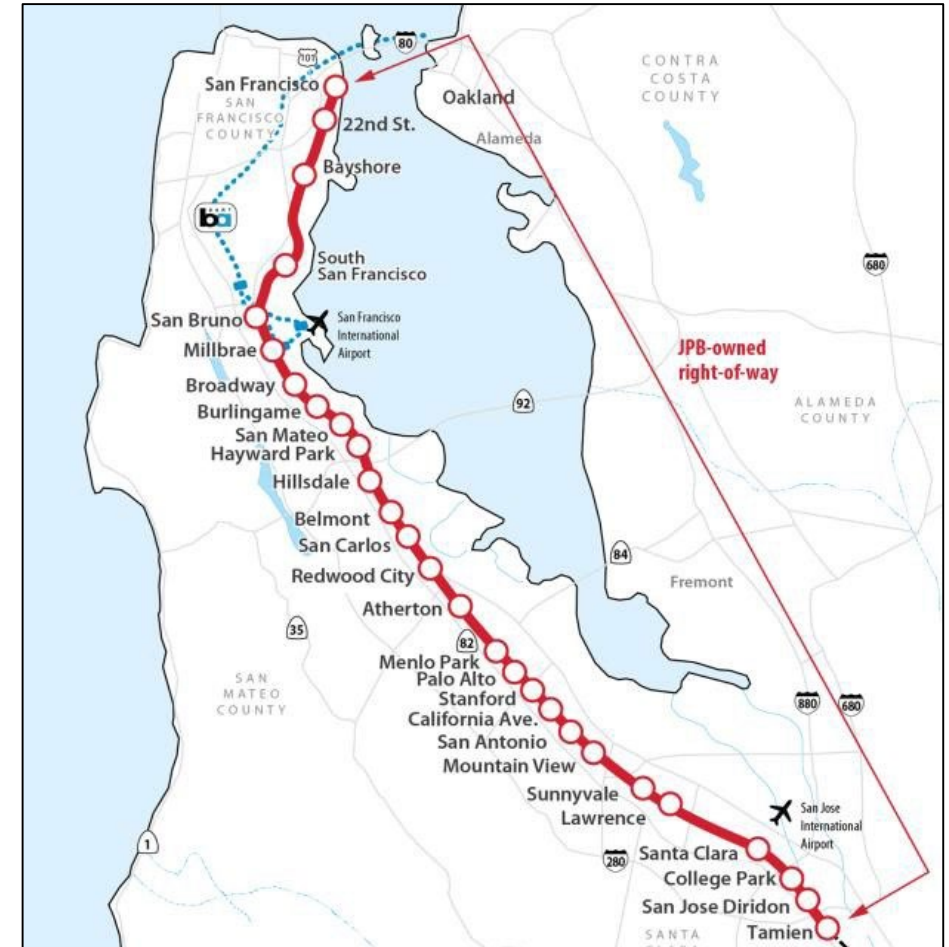 101
80
CONTRA
COSTA
COUNTY
San Francisco
SAN
FRANCISCO
COUNTY
Oakland
22nd St.
Alameda
Bayshore
ba
680
South
San Francisco
San Bruno
San Francisco
International
Airport
Millbrae
JPB-owned
right-of-way
Broadway
92
ALAMEDA
COUNTY
Burlingame
San Mateo
Hayward Park
Hillsdale
Belmont
San Carlos
84
Redwood City
Fremont
Atherton
35
82
Menlo Park
Palo Alto
SAN
MATEO
COUNTY
Stanford
880
680
California Ave.
San Antonio
Mountain View
Sunnyvale
Lawrence
San Jose
International
Airport
1
280
Santa Clara
College Park
San Jose Diridon
Tamien
SANTA